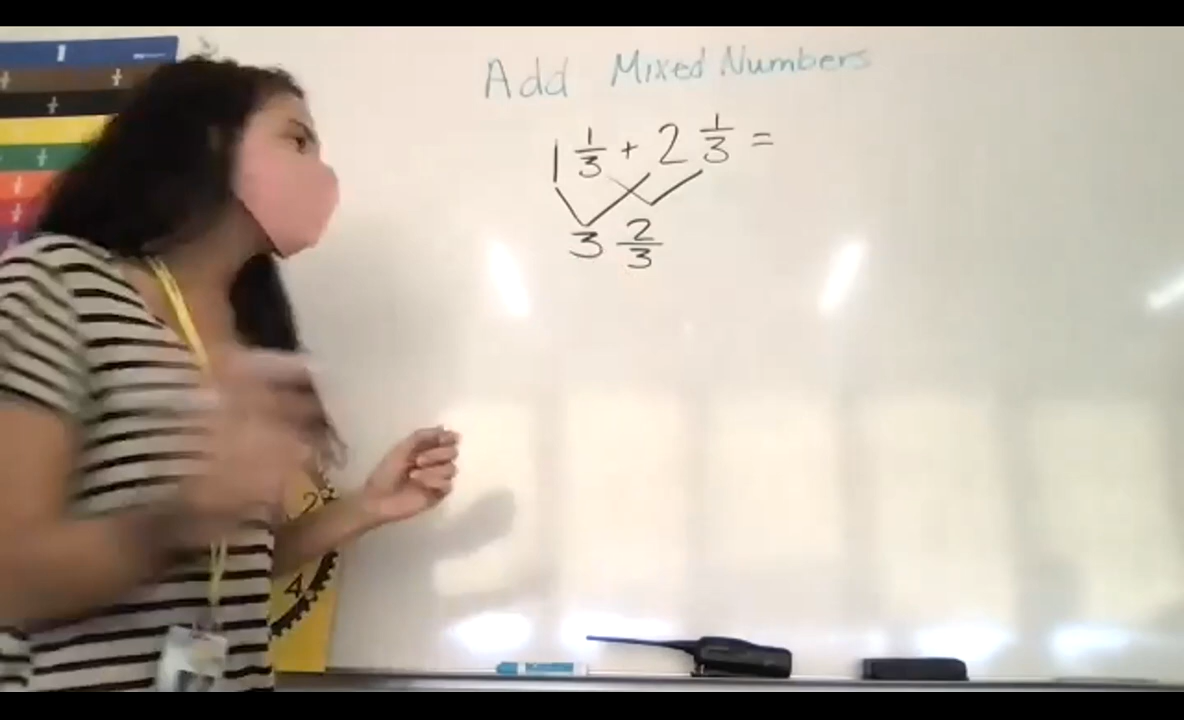 Add Mixed Numbers
1 1/3 + 2 1/3 =
3 2/3